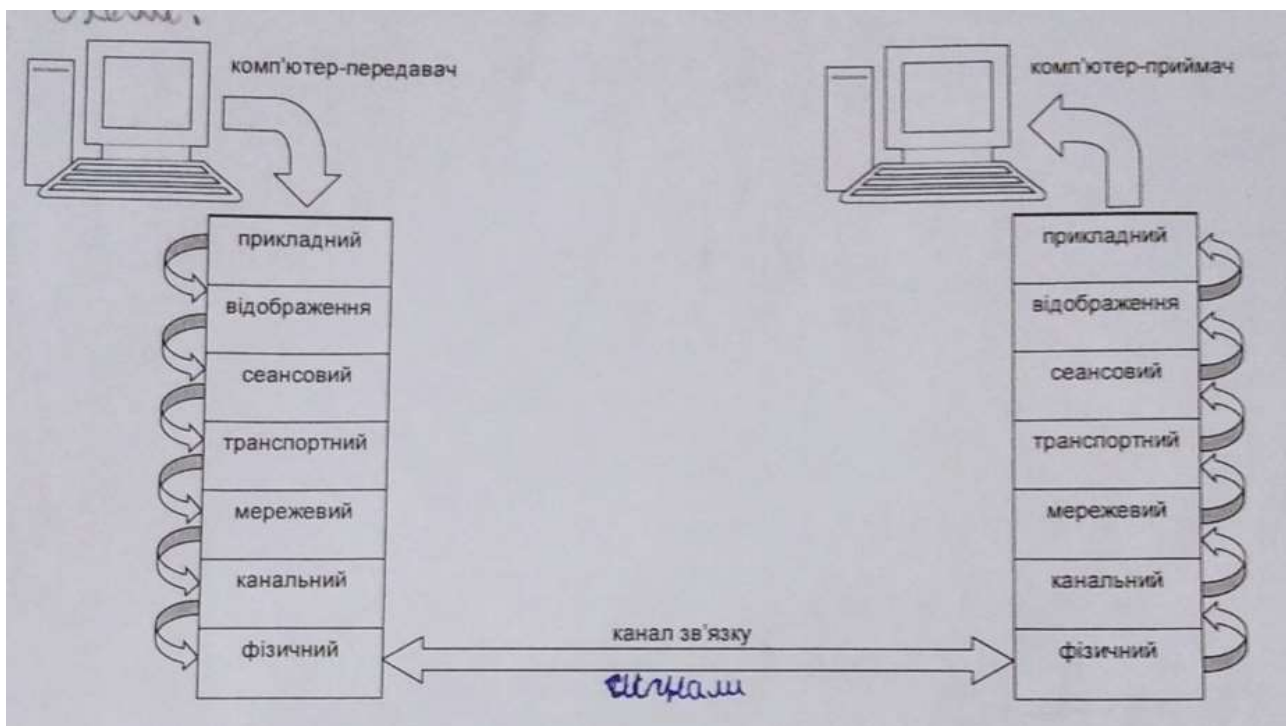 комп'ютер-передавач
комп'ютер-приймач
прикладний
відображення
сеансовий
транспортний
мережевий
канальний
фізичний
прикладний
відображення
сеансовий
транспортний
мережевий
канальний
фізичний
канал зв'язку
сигнали